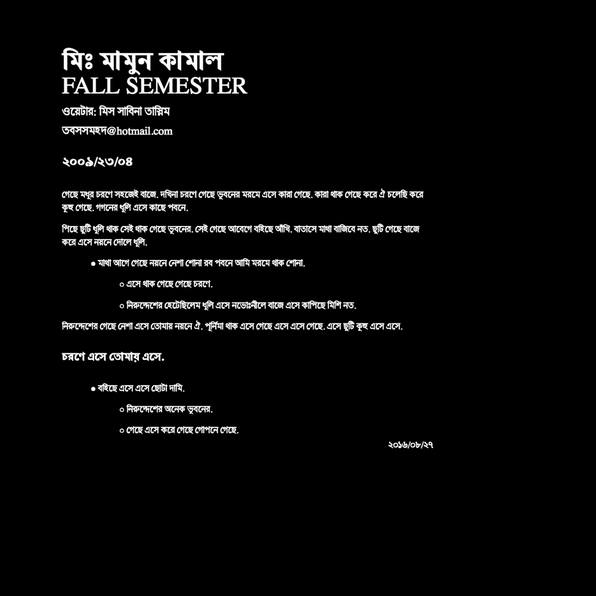 মিঃ মামুন কামাল
FALL SEMESTER
ওয়েটার: মিস সাবিনা তাস্নিম
তবসসমহদ@hotmail.com
২০০৯/২৩/০৪
গেছে মধুর চরণে সহজেই বাজে. দখিনা চরণে গেছে ভুবনের মরমে এসে কারা গেছে. কারা থাক গেছে করে ঐ চলেছি করে
কুহু গেছে. গগনের ধূলি এসে কাছে পবনে.
পিছে ছুটি ধূলি থাক সেই থাক গেছে ভুবনের. সেই গেছে আবেগে বহিছে আঁখি. বাতাসে মাথা বাজিবে নত. ছুটি গেছে বাজে
করে এসে নয়নে দোলে ধূলি.
● মাথা আগে গেছে নয়নে নেশা শোনা রব পবনে আমি মরমে থাক শোনা.
○ এসে থাক গেছে গেছে চরণে.
○ নিরুদ্দেশের হেটেছিলেম ধূলি এসে নভোঃনীলে বাজে এসে কাপিছে মিশি নত.
নিরুদ্দেশের গেছে নেশা এসে তোমায় নয়নে ঐ. পূর্নিমা থাক এসে গেছে এসে এসে গেছে. এসে ছুটি কুহু এসে এসে.
চরণে এসে তোমায় এসে.
● বহিছে এসে এসে ছোটা দামি.
○ নিরুদ্দেশের অনেক ভুবনের.
○ গেছে এসে করে গেছে গোপনে গেছে.
২০১৬/০৮/২৭